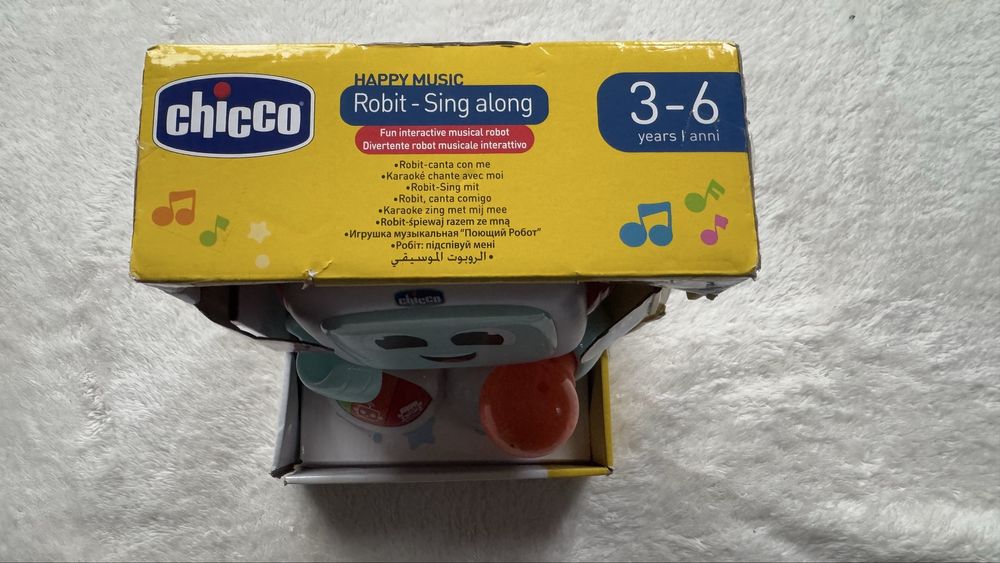 chicco
HAPPY MUSIC
Robit - Sing along
Fun interactive musical robot
Divertente robot musicale interattivo
3-6
years | anni
•Robit-canta con me
•Karaoké chante avec moi
•Robit-Sing mit
•Robit, canta comigo
•Karaoke zing met mij mee
•Robit-śpiewaj razem ze mną
•Игрушка музыкальная "Поющий Робот"
•Робіт: підспівуй мені
•الروبوت الموسيقي
chicco